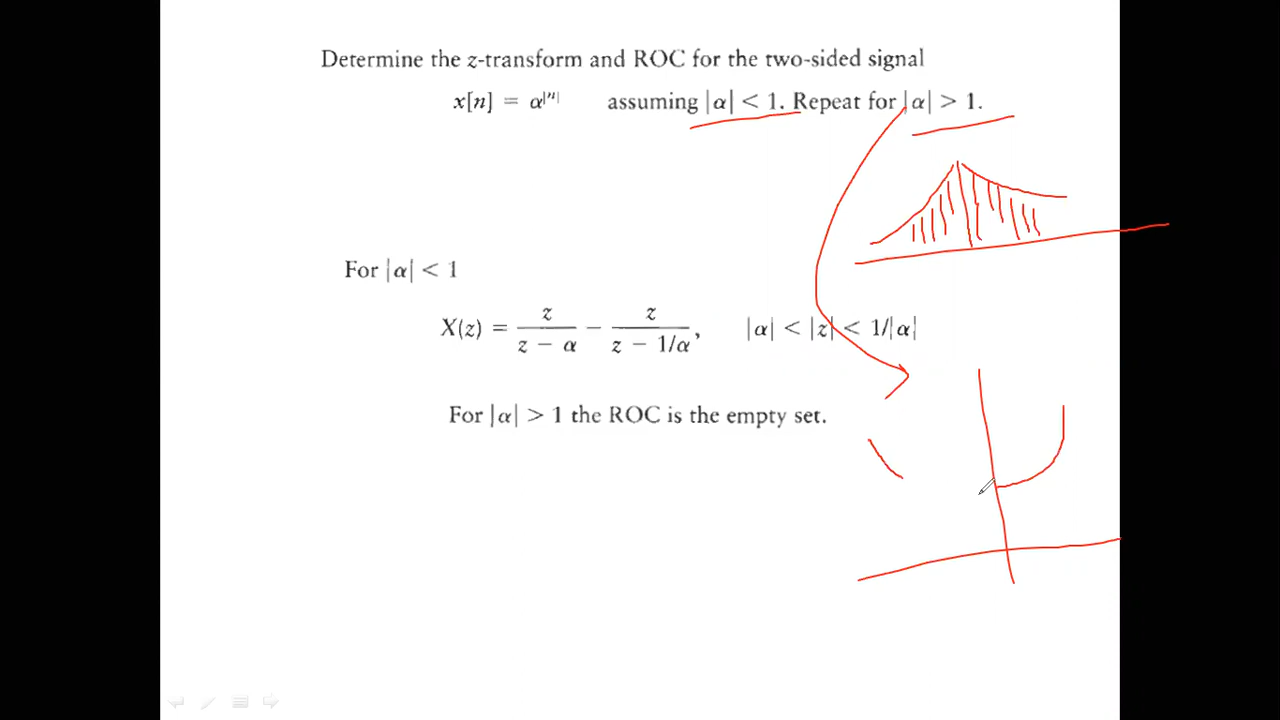 Determine the z-transform and ROC for the two-sided signal
x[n] = α^|n| assuming |α| < 1. Repeat for |α| > 1.
For |α| < 1
X(z) = z/(z − α) − z/(z − 1/α), |α| < |z| < 1/|α|
For |α| > 1 the ROC is the empty set.